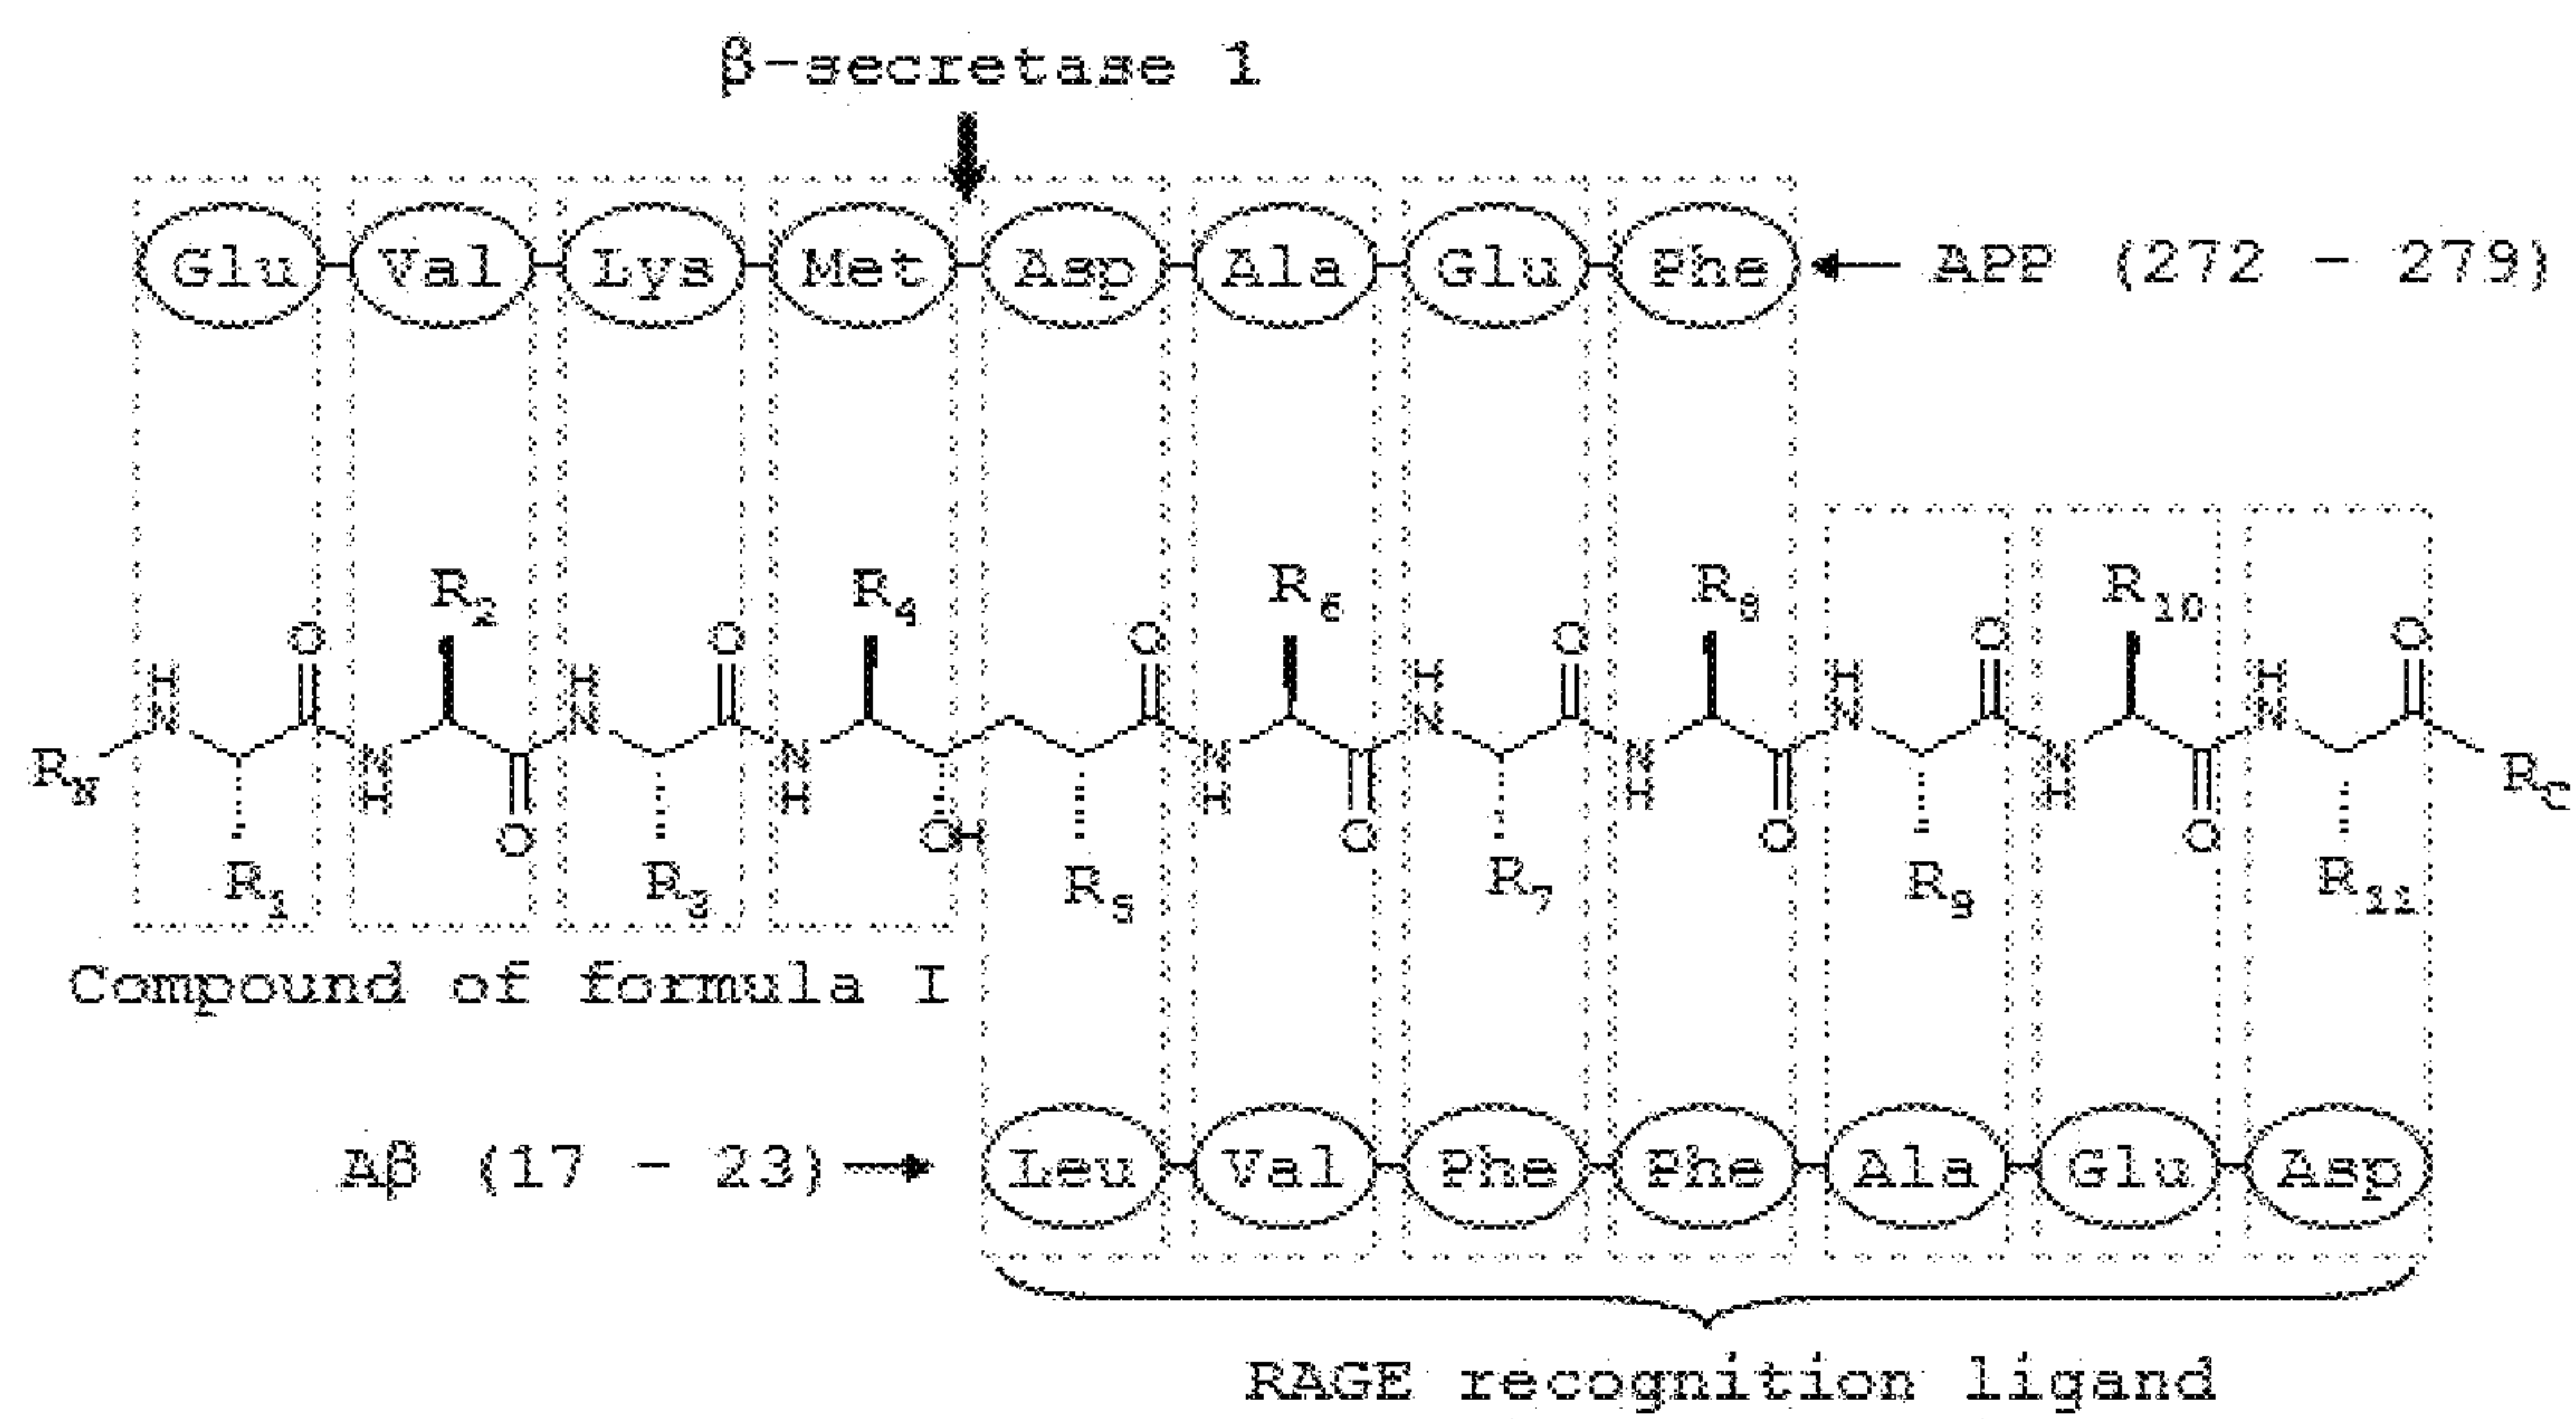 β-secretase 1
Glu Val Lys Met Asp Ala Glu Phe APP (272 - 279)
R2 R4 R6 R8 R10
O O O O O O
H H H H H H
N N N N N N
RN N N N N N N RC
H H H H H H
O OH O O O
R1 R3 R5 R7 R9 R11
Compound of formula I
Aβ (17 - 23) Leu Val Phe Phe Ala Glu Asp
RAGE recognition ligand